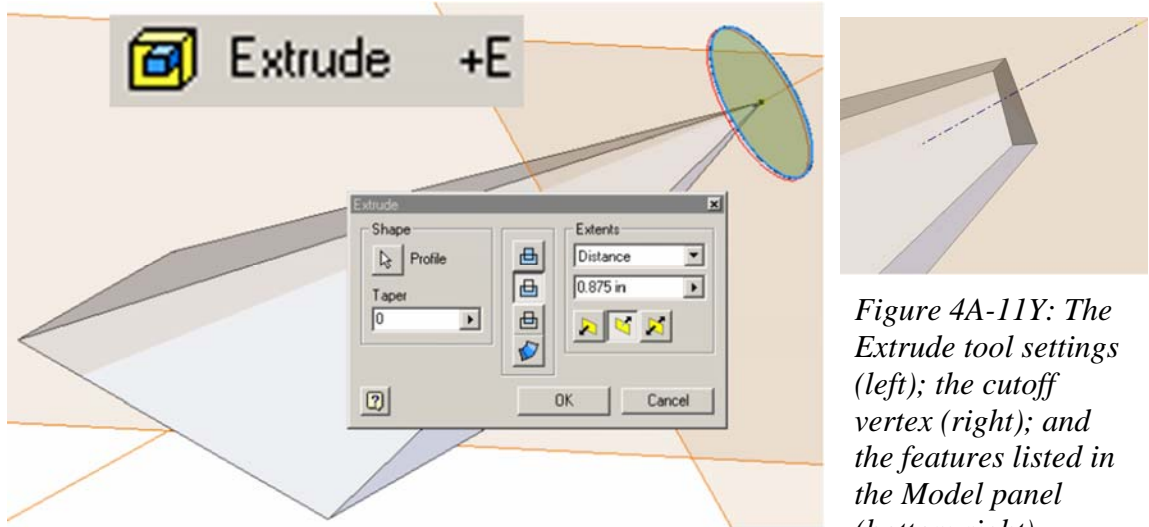 Extrude +E
Extrude
Shape
Profile
Taper
0
Extents
Distance
0.875 in
OK
Cancel
Figure 4A-11Y: The
Extrude tool settings
(left); the cutoff
vertex (right); and
the features listed in
the Model panel